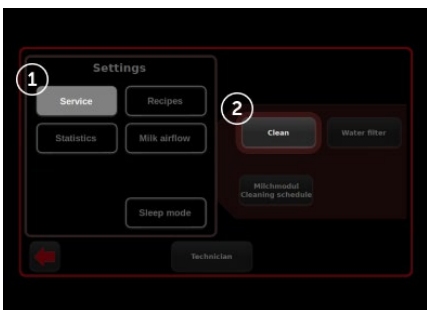 Settings
1
Service
Recipes
2
Statistics
Milk airflow
Clean
Water filter
Milchmodul
Cleaning schedule
Sleep mode
Technician